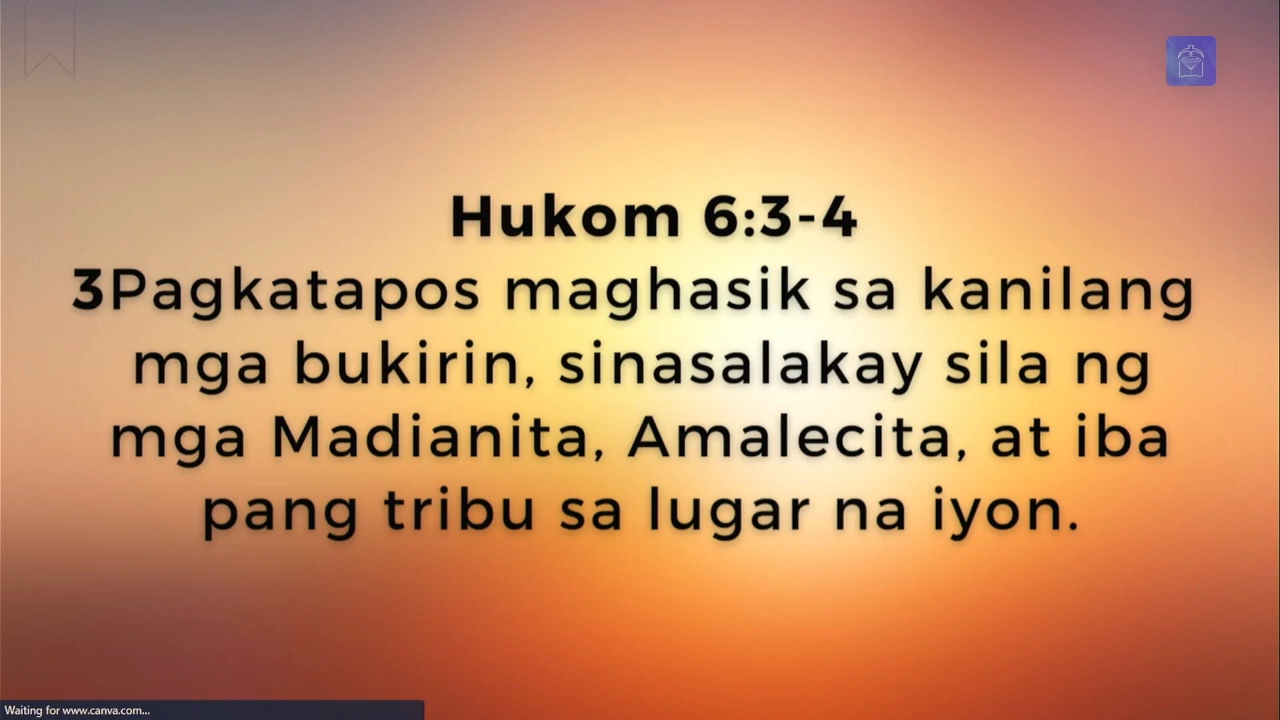 Hukom 6:3-4
3Pagkatapos maghasik sa kanilang
mga bukirin, sinasalakay sila ng
mga Madianita, Amalecita, at iba
pang tribu sa lugar na iyon.
Waiting for www.canva.com...